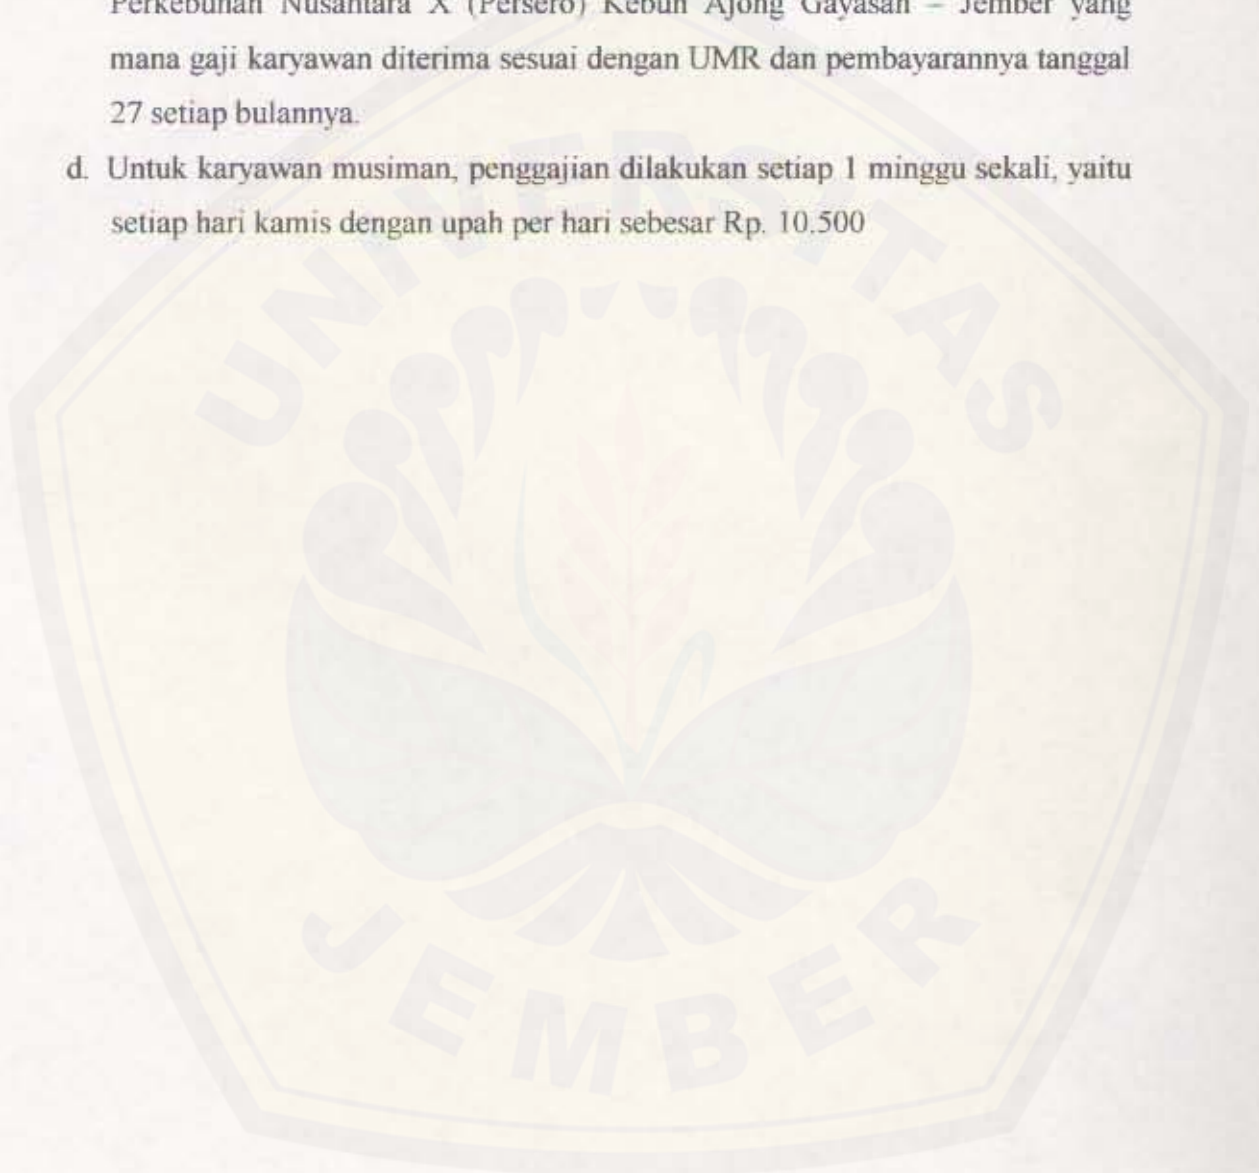 Perkebunan Nusantara X (Persero) Kebun Ajong Gayasan – Jember yang
mana gaji karyawan diterima sesuai dengan UMR dan pembayarannya tanggal
27 setiap bulannya.
d. Untuk karyawan musiman, penggajian dilakukan setiap 1 minggu sekali, yaitu
setiap hari kamis dengan upah per hari sebesar Rp. 10.500
UNIVERSITAS
JEMBER